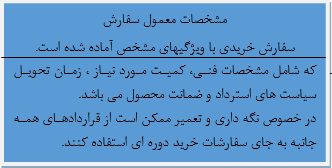 مشخصات معمول سفارش
سفارش خریدی با ویژگیهای مشخص آماده شده است.
که شامل مشخصات فنی، کمیت مورد نیاز ، زمان تحویل
سیاست های استرداد و ضمانت محصول می باشد.
در خصوص نگه داری و تعمیر ممکن است از قراردادهای همه
جانبه به جای سفارشات خرید دوره ای استفاده کنند.